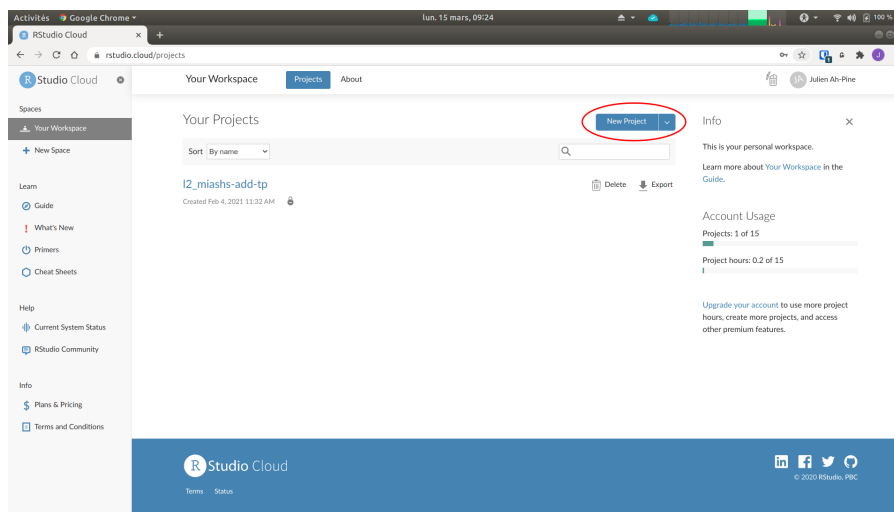 Activités Google Chrome lun. 15 mars, 09:24 100 %
RStudio Cloud
rstudio.cloud/projects
R Studio Cloud Your Workspace Projects About JA Julien Ah-Pine
Spaces
Your Workspace
New Space
Learn
Guide
What's New
Primers
Cheat Sheets
Help
Current System Status
RStudio Community
Info
Plans & Pricing
Terms and Conditions
Your Projects
New Project
Sort By name
l2_miashs-add-tp
Delete Export
Created Feb 4, 2021 11:32 AM
Info
This is your personal workspace.
Learn more about Your Workspace in the
Guide.
Account Usage
Projects: 1 of 15
Project hours: 0.2 of 15
Upgrade your account to use more project
hours, create more projects, and access
other premium features.
R Studio Cloud
Terms Status
© 2020 RStudio, PBC